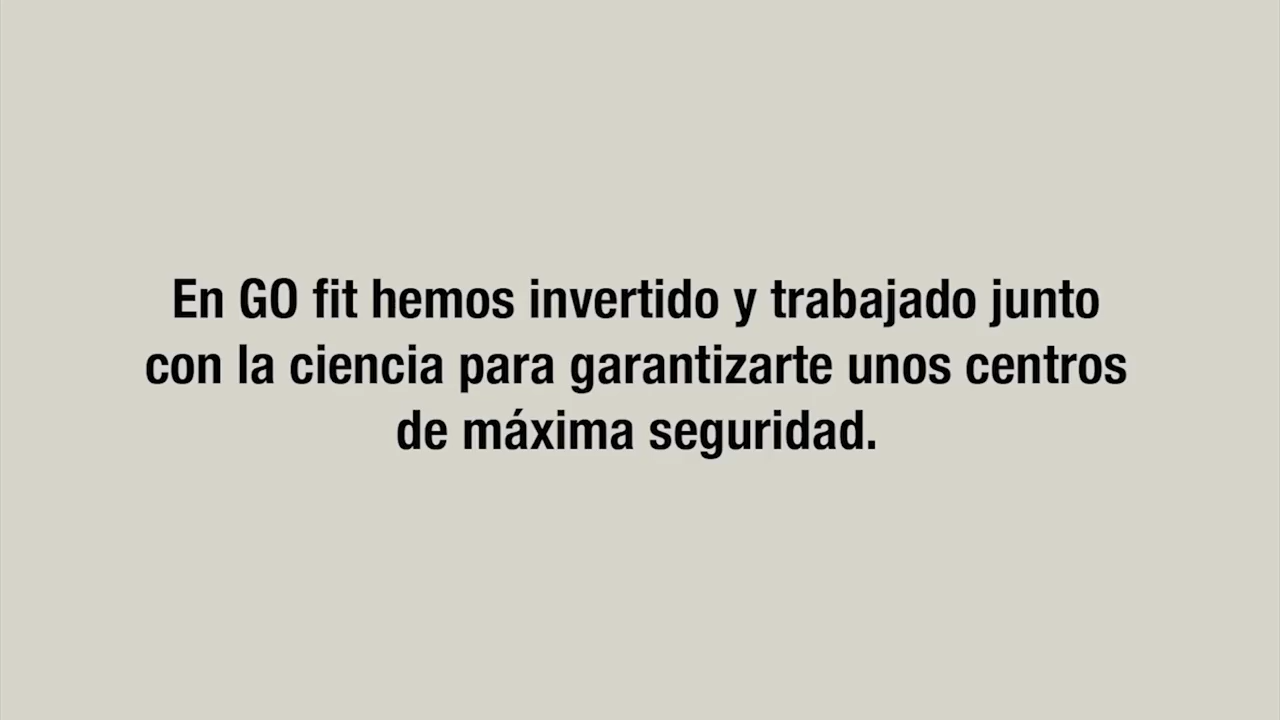 En GO fit hemos invertido y trabajado junto
con la ciencia para garantizarte unos centros
de máxima seguridad.